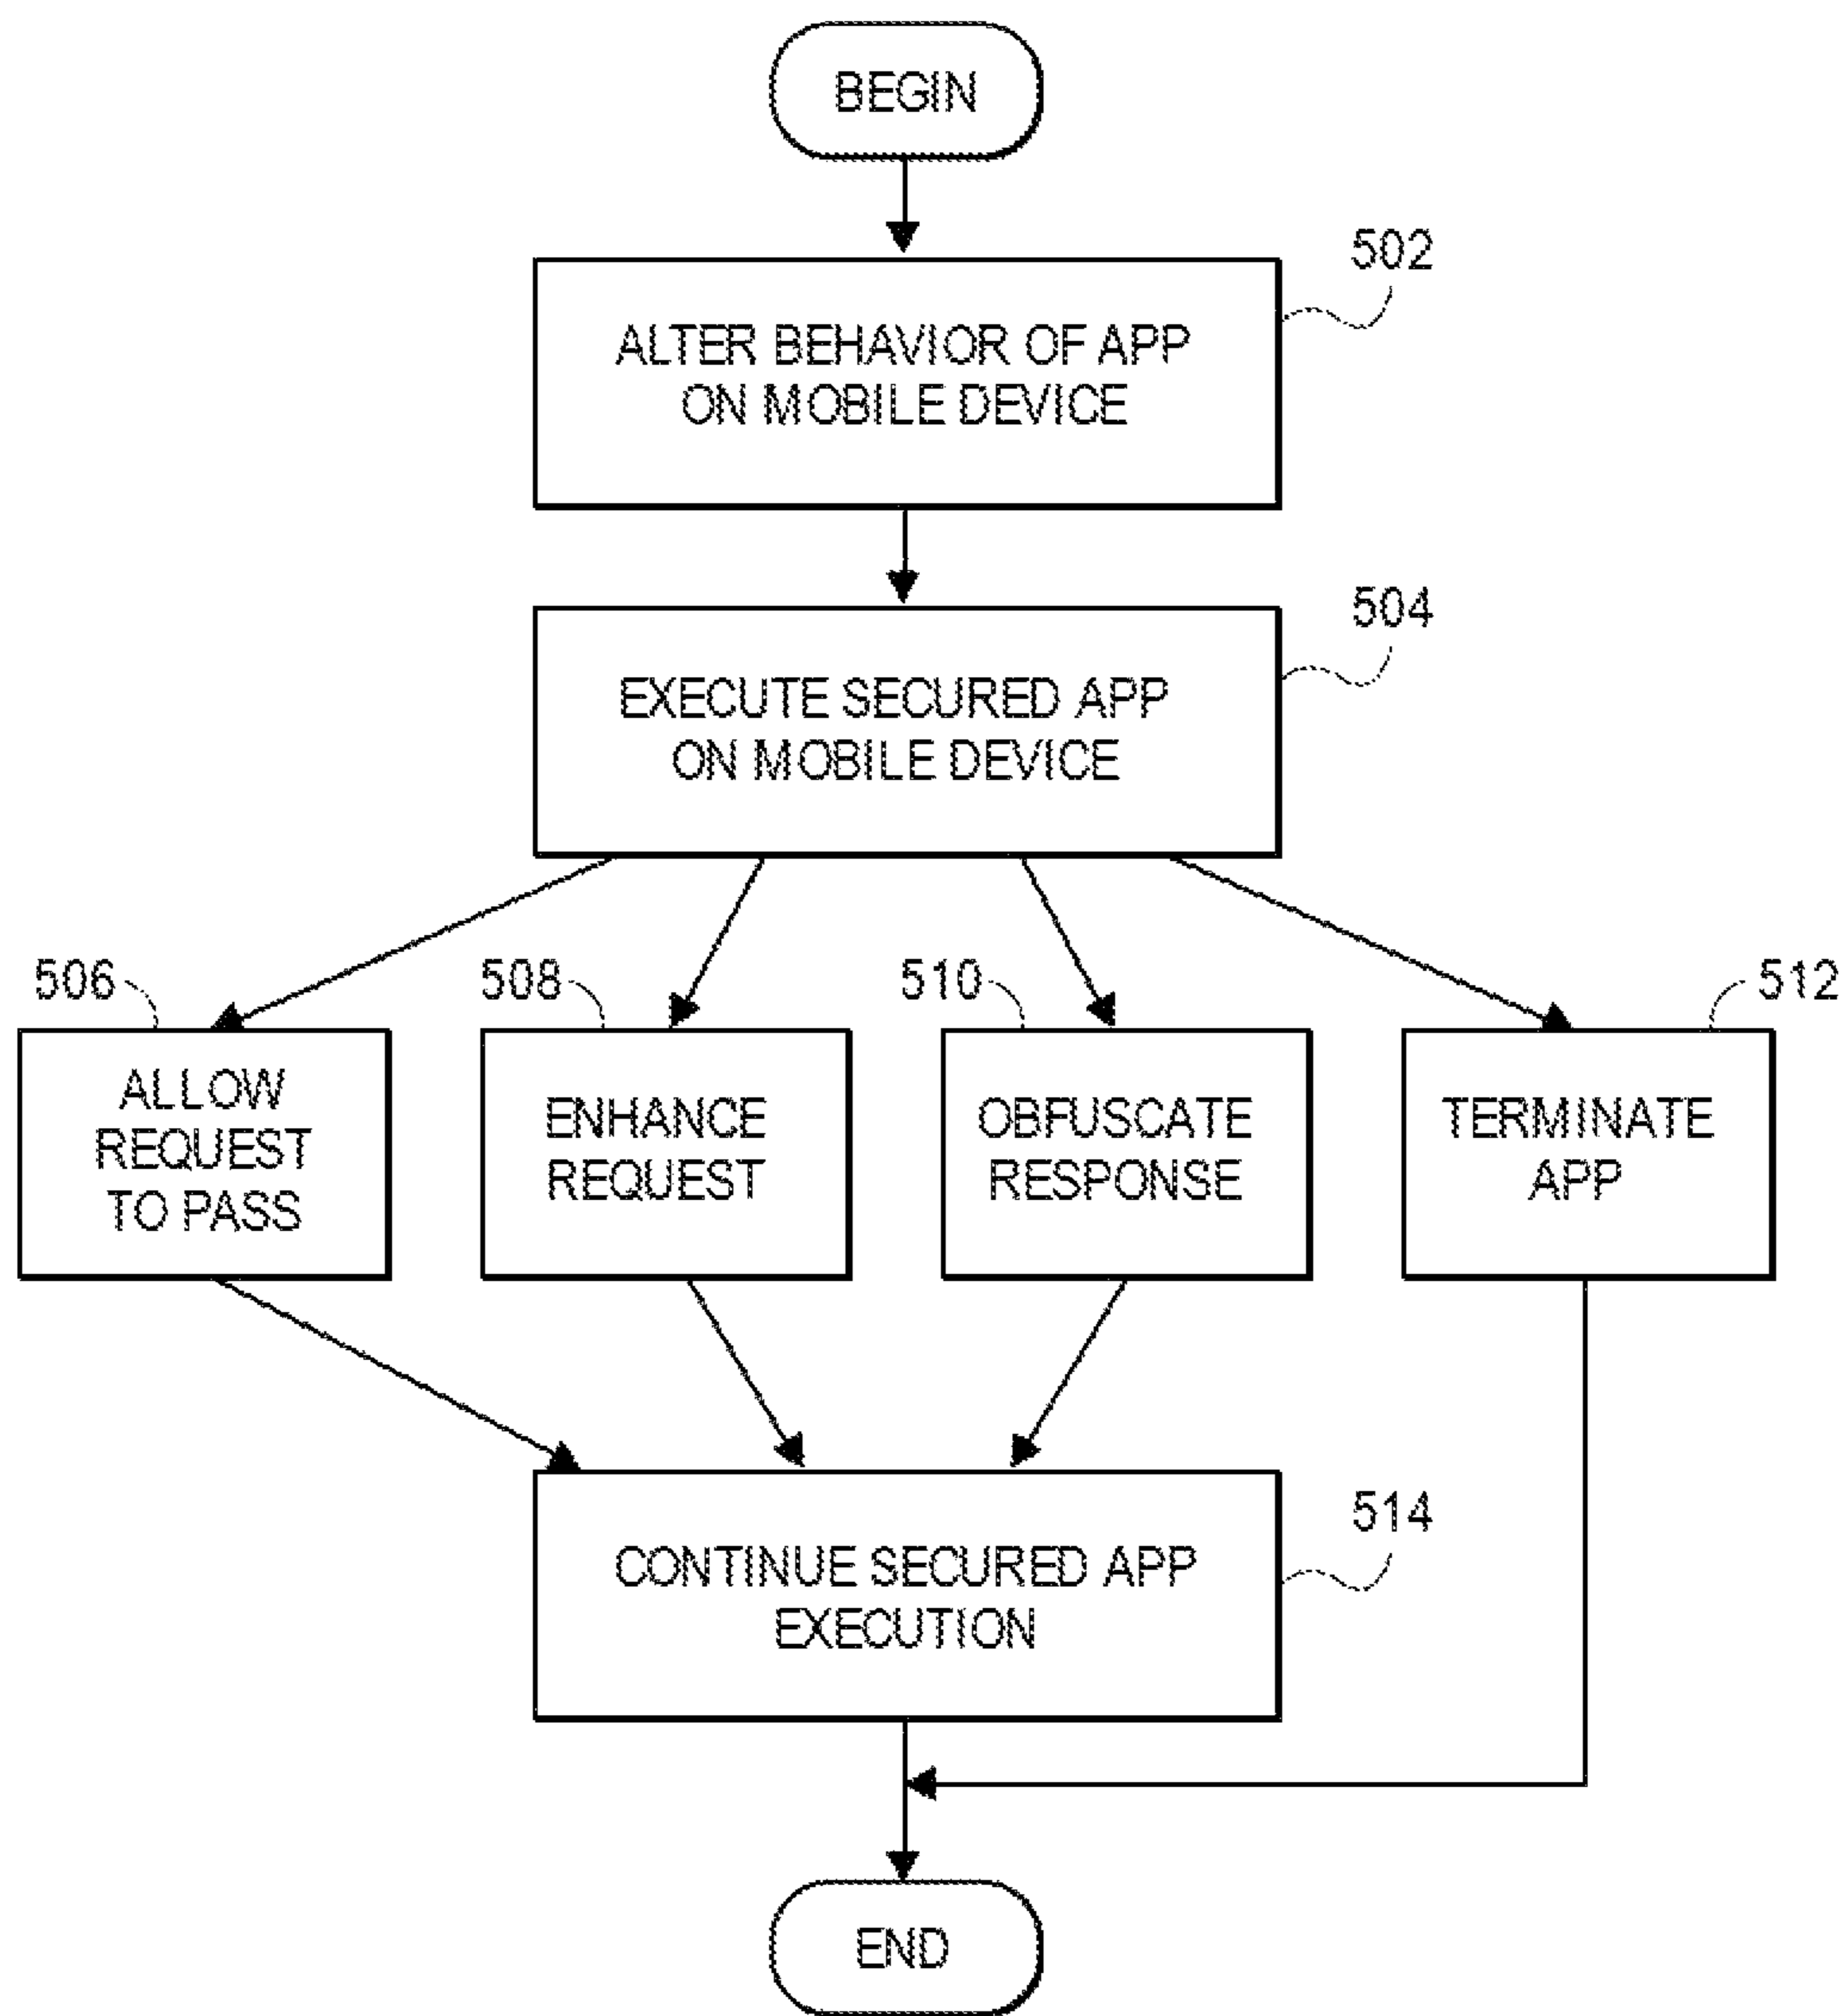 BEGIN
502
ALTER BEHAVIOR OF APP
ON MOBILE DEVICE
504
EXECUTE SECURED APP
ON MOBILE DEVICE
506
508
510
512
ALLOW
REQUEST
TO PASS
ENHANCE
REQUEST
OBFUSCATE
RESPONSE
TERMINATE
APP
514
CONTINUE SECURED APP
EXECUTION
END